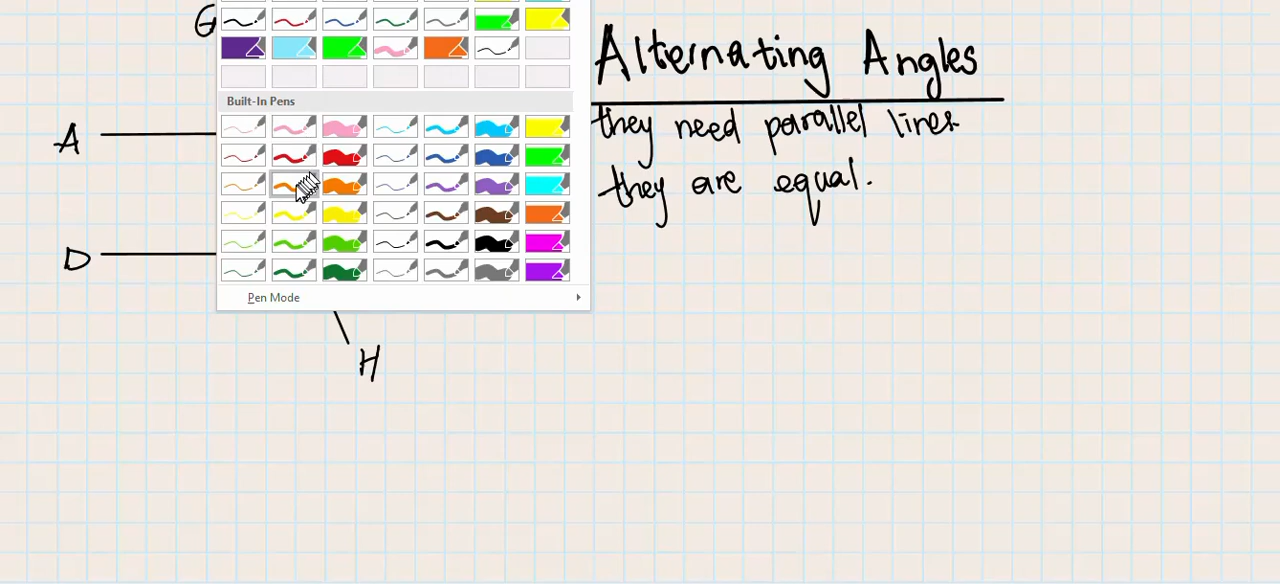 G
Alternating Angles
they need parallel lines
A
they are equal.
D
H
Built-In Pens
Pen Mode